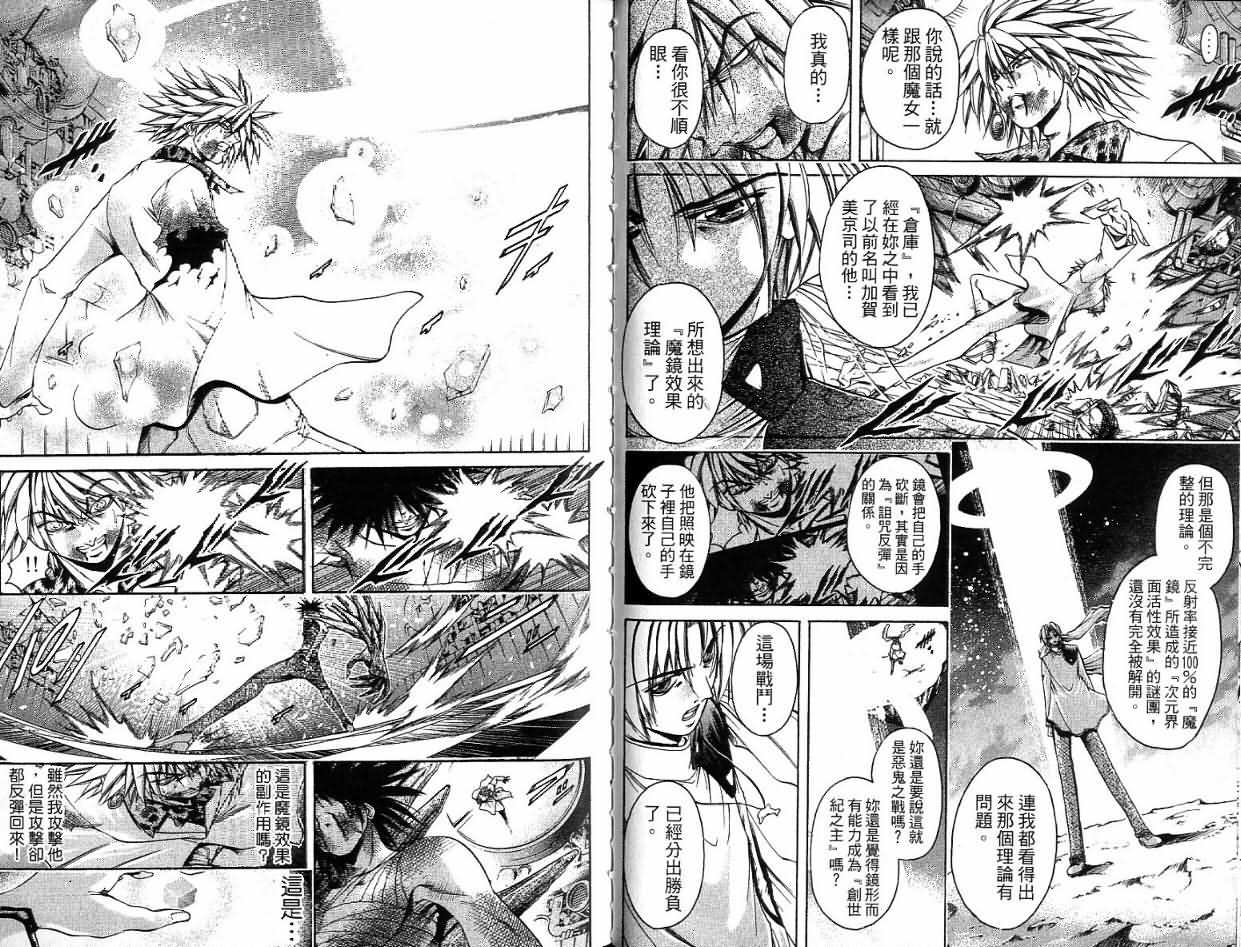 ……
你說的話…就
跟那個魔女一
樣呢。
我真的…
看你很不順
眼…
『倉庫』，我已
經在妳之中看到
了以前名叫加賀
美京司的他…
所想出來的
『魔鏡效果
理論』了。
但那是個不完
整的理論。
反射率接近100%的『魔
鏡』所造成的『次元界
面活性效果』的謎團，
還沒有完全被解開。
連我都看得出
來那個理論有
問題。
鏡會把自己的手
砍斷，其實是因
為『詛咒反彈』
的關係。
他把照映在鏡
子裡自己的手
砍下來了。
妳還是要說這就
是惡鬼之戰嗎？
妳還是覺得鏡形而
有能力成為『創世
紀之主』嗎？
這場戰鬥…
已經分出勝負
了。
!!
這是魔鏡效果
的副作用嗎？
雖然我攻擊他
，但是攻擊卻
都反彈回來！
這是…